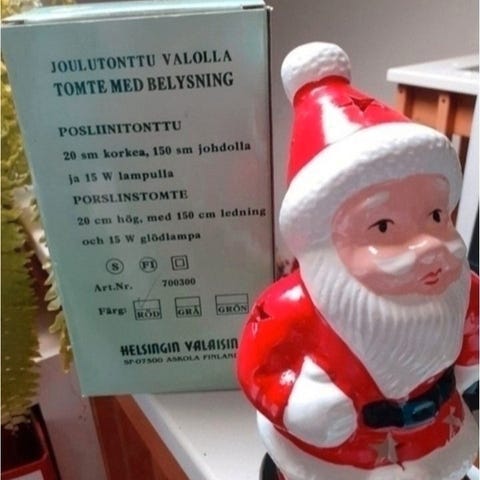 JOULUTONTTU VALOLLA
TOMTE MED BELYSNING
POSLIINITONTTU
20 sm korkea, 150 sm johdolla
ja 15 W lampulla
PORSLINSTOMTE
20 cm hög, med 150 cm ledning
och 15 W glödlampa
S FI
Art.Nr. 700300
Färg: RÖD GRÅ GRÖN
HELSINGIN VALAISIN
SF-07500 ASKOLA FINLAND